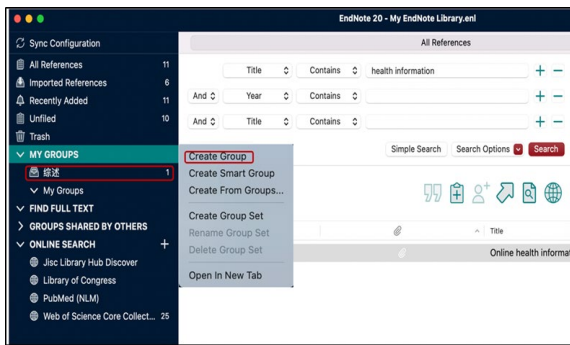 EndNote 20 - My EndNote Library.enl
Sync Configuration
All References 11
Imported References 6
Recently Added 11
Unfiled 10
Trash
MY GROUPS
综述 1
My Groups
FIND FULL TEXT
GROUPS SHARED BY OTHERS
ONLINE SEARCH +
Jisc Library Hub Discover
Library of Congress
PubMed (NLM)
Web of Science Core Collect... 25
Create Group
Create Smart Group
Create From Groups...
Create Group Set
Rename Group Set
Delete Group Set
Open In New Tab
All References
Title Contains health information + −
And Year Contains + −
And Title Contains + −
Simple Search Search Options Search
Title
Online health informa